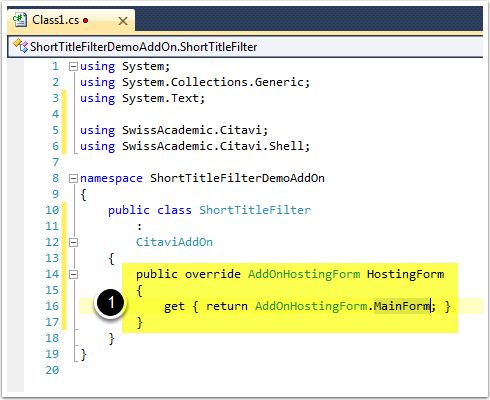 Class1.cs
ShortTitleFilterDemoAddOn.ShortTitleFilter
1 using System;
2 using System.Collections.Generic;
3 using System.Text;
4
5 using SwissAcademic.Citavi;
6 using SwissAcademic.Citavi.Shell;
7
8 namespace ShortTitleFilterDemoAddOn
9 {
10 public class ShortTitleFilter
11 :
12 CitaviAddOn
13 {
14 public override AddOnHostingForm HostingForm
15 {
1
16 get { return AddOnHostingForm.MainForm; }
17 }
18 }
19 }
20